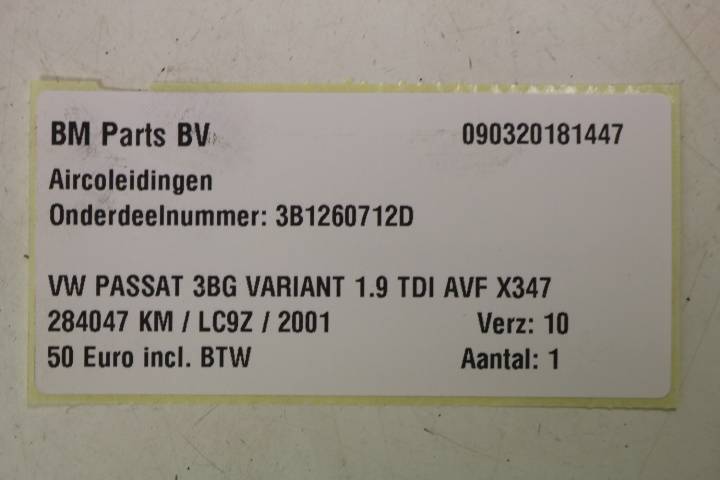 BM Parts BV 090320181447
Aircoleidingen
Onderdeelnummer: 3B1260712D
VW PASSAT 3BG VARIANT 1.9 TDI AVF X347
284047 KM / LC9Z / 2001 Verz: 10
50 Euro incl. BTW Aantal: 1